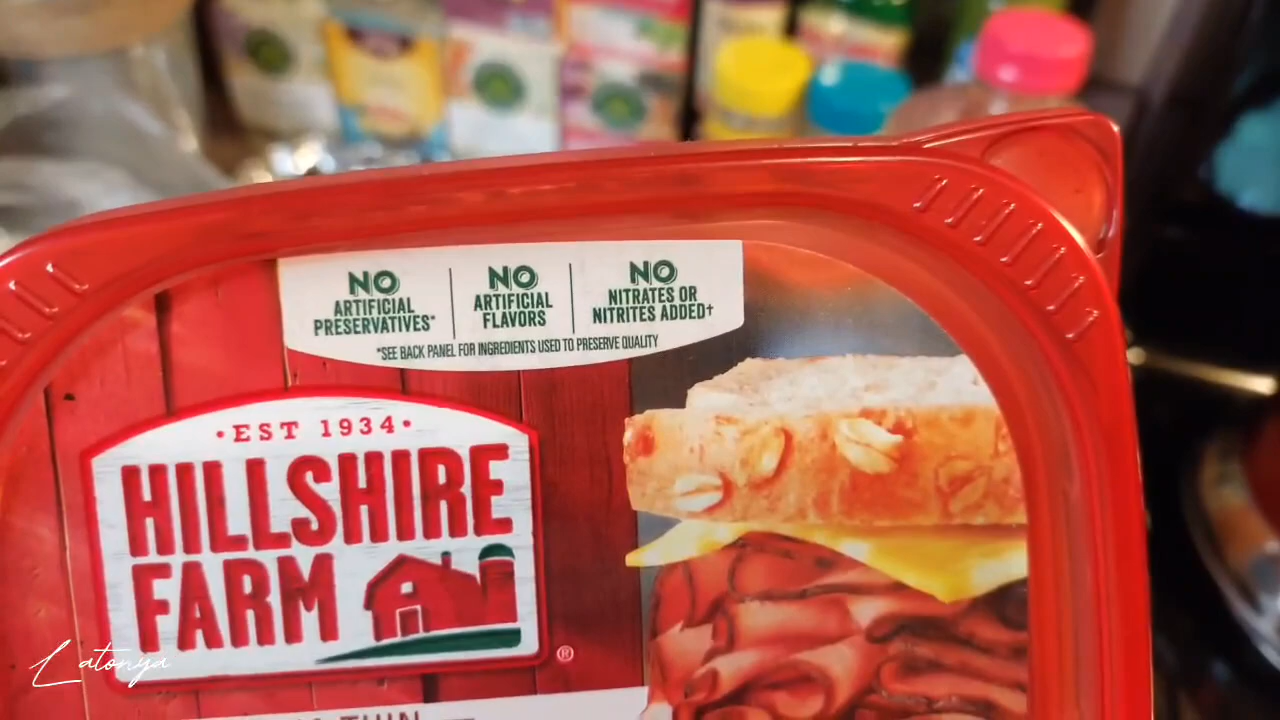 NO
ARTIFICIAL
PRESERVATIVES*
NO
ARTIFICIAL
FLAVORS
NO
NITRATES OR
NITRITES ADDED†
*SEE BACK PANEL FOR INGREDIENTS USED TO PRESERVE QUALITY
•EST 1934•
HILLSHIRE
FARM
®
Latonya
THIN